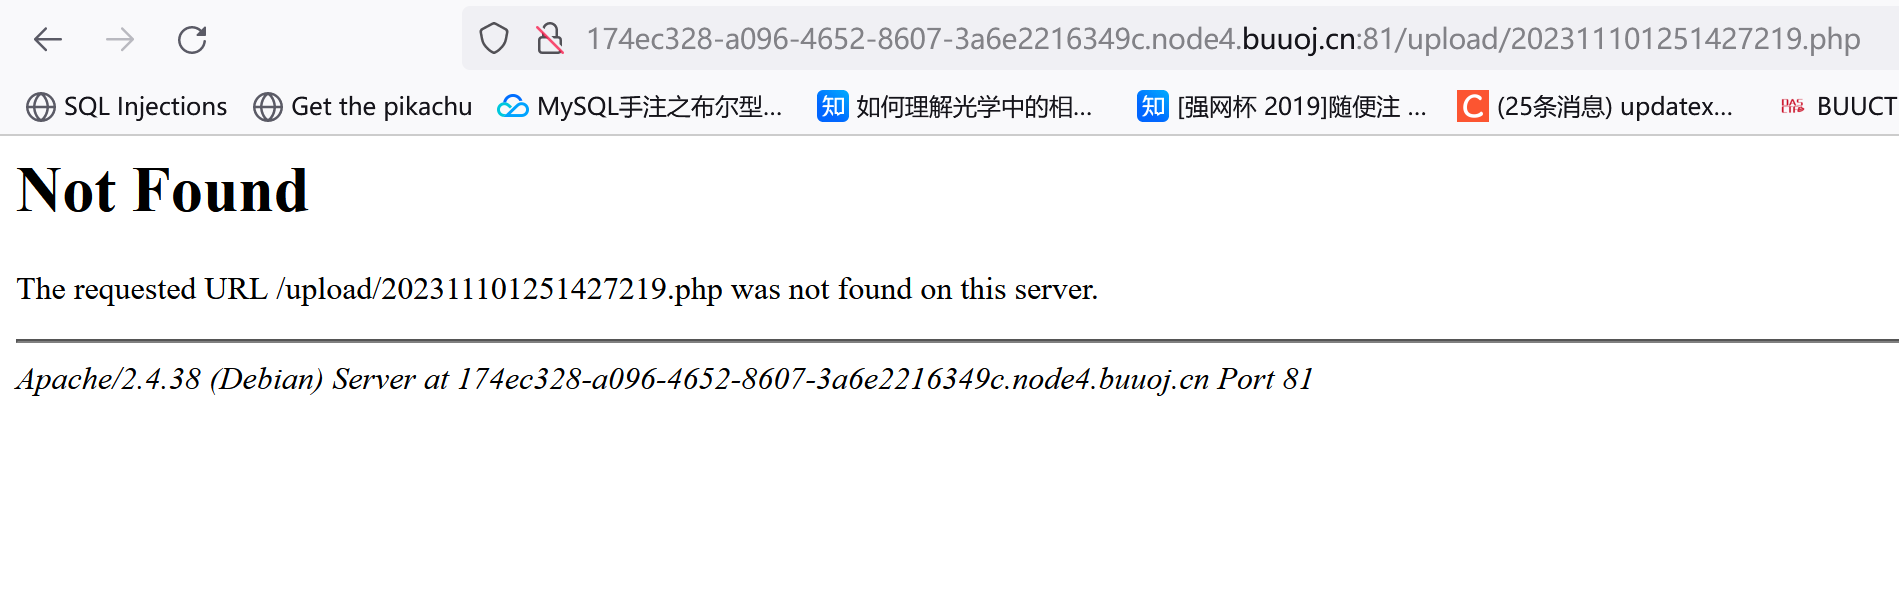 174ec328-a096-4652-8607-3a6e2216349c.node4.buuoj.cn:81/upload/202311101251427219.php
SQL Injections Get the pikachu MySQL手注之布尔型... 知 如何理解光学中的相... 知 [强网杯 2019]随便注 ... C (25条消息) updatex... BUUCT
Not Found
The requested URL /upload/202311101251427219.php was not found on this server.
Apache/2.4.38 (Debian) Server at 174ec328-a096-4652-8607-3a6e2216349c.node4.buuoj.cn Port 81